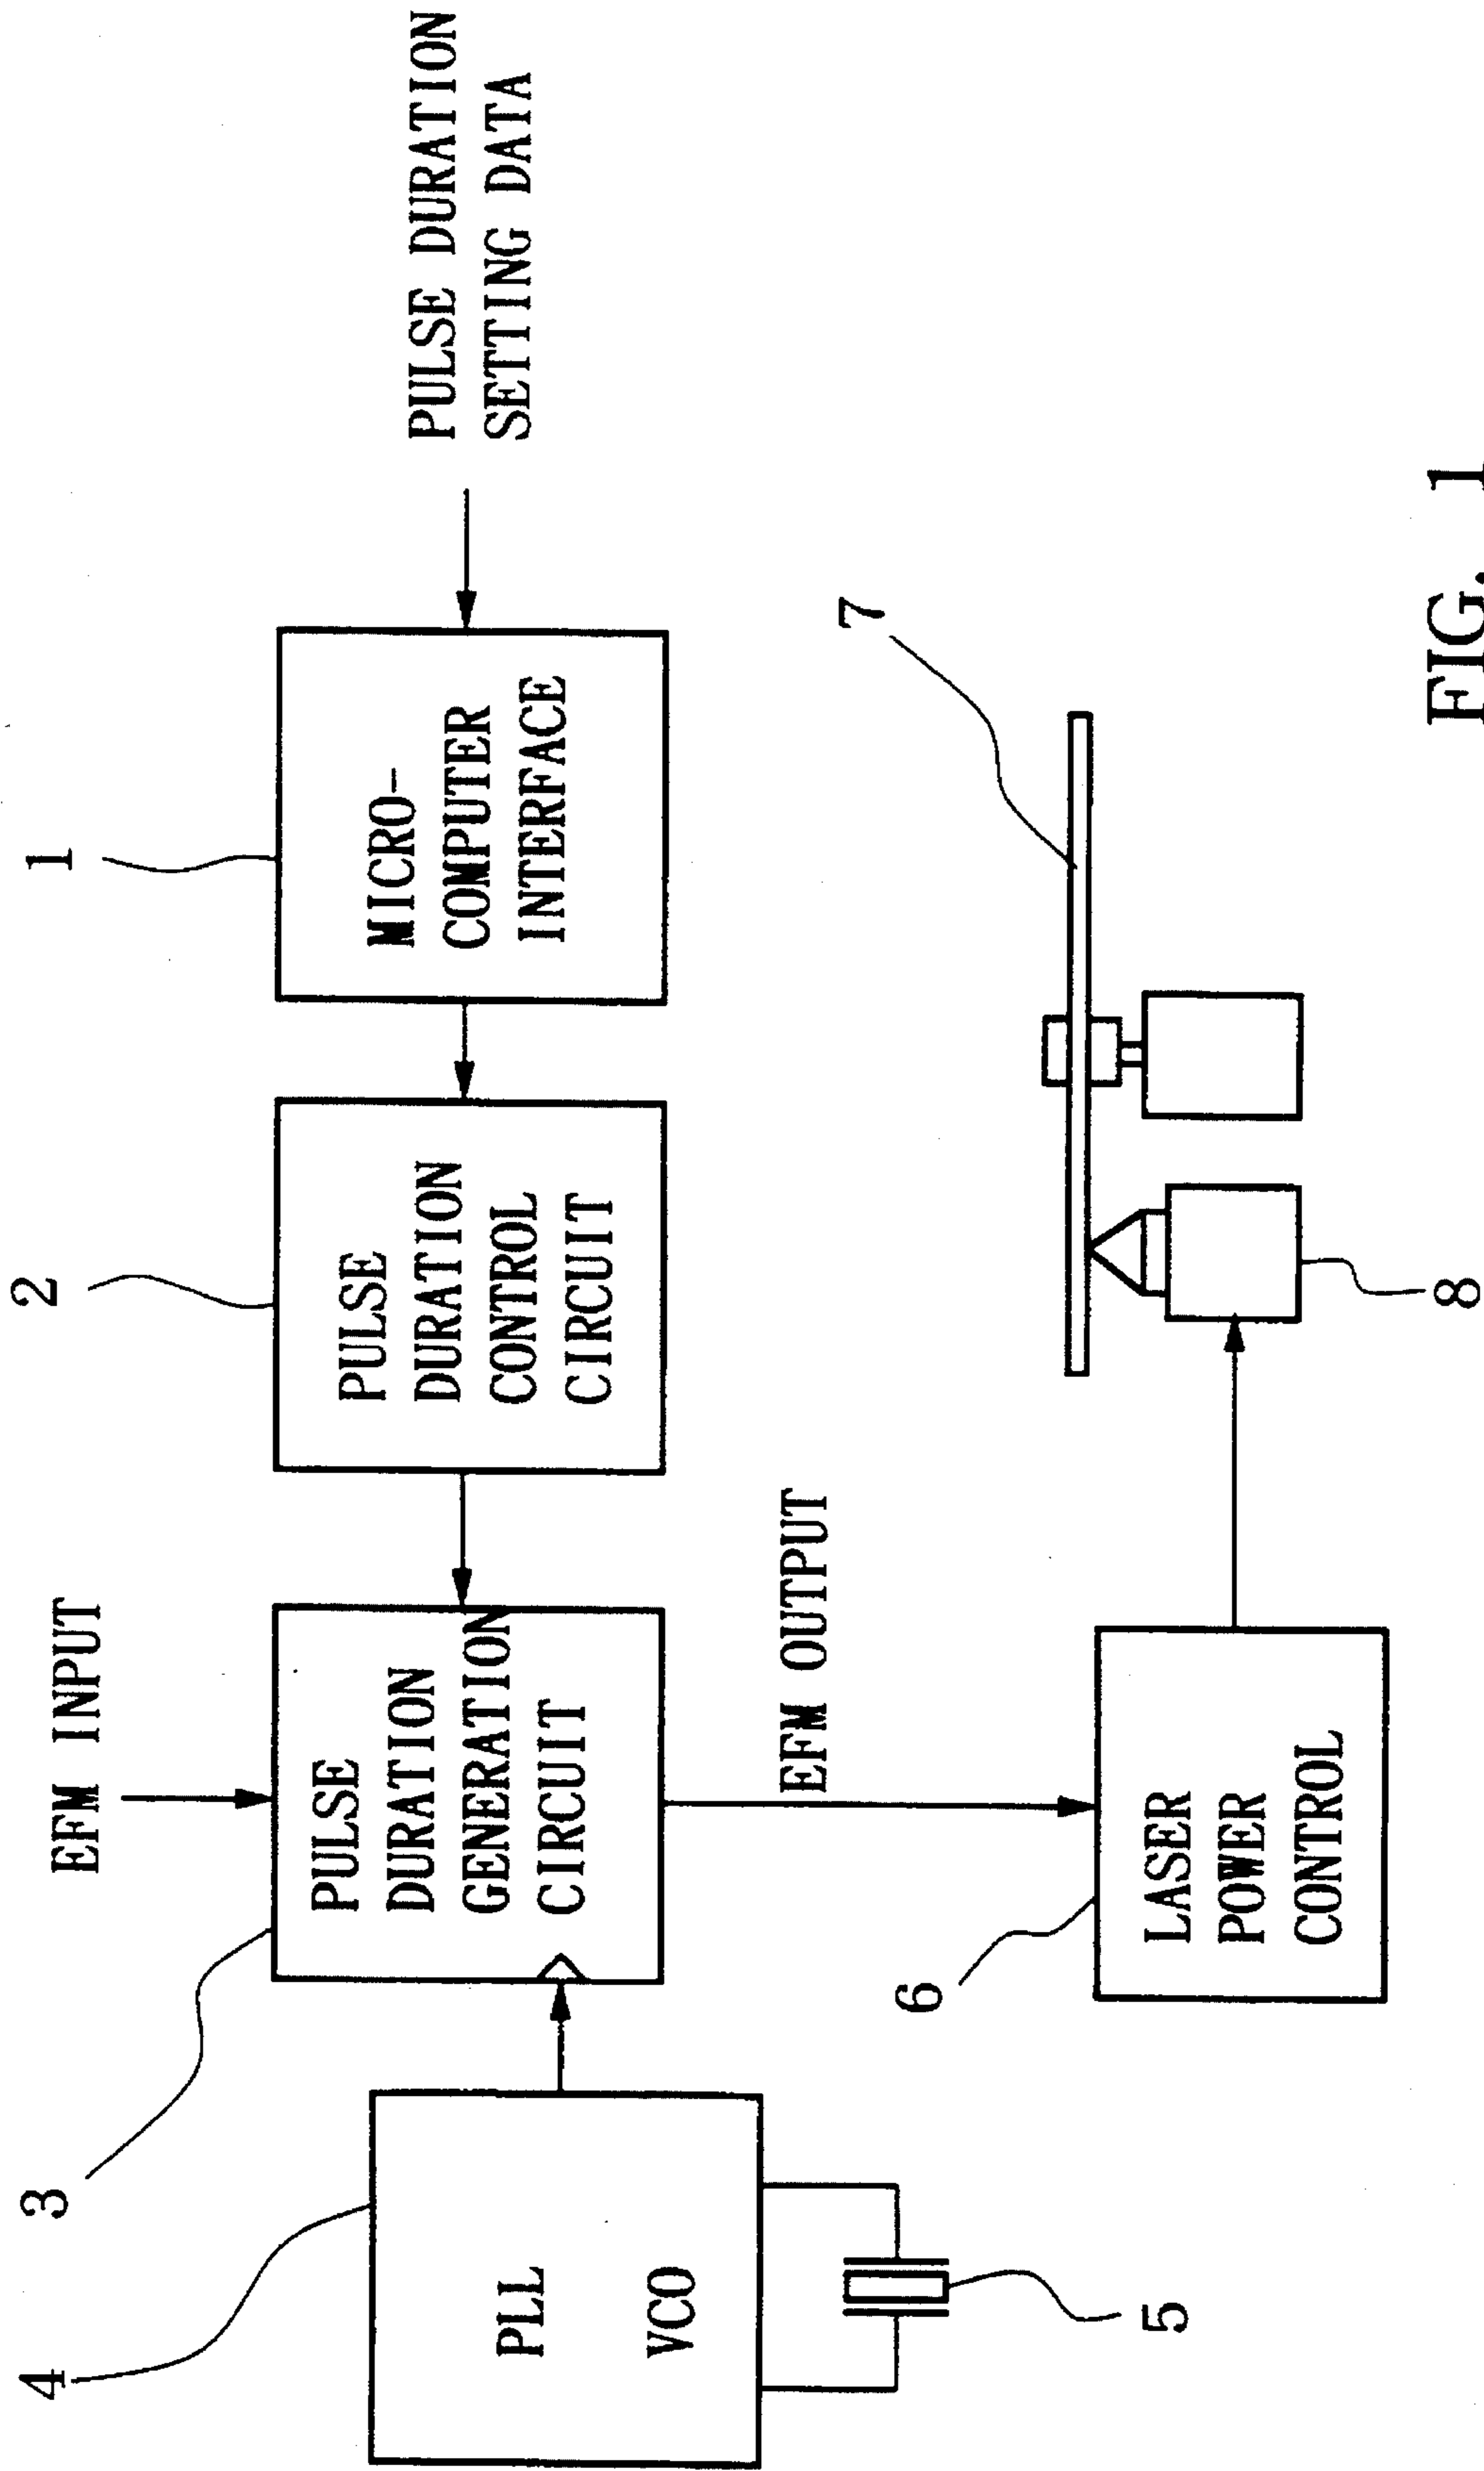 4
3
EFM INPUT
2
1
PLL
VCO
PULSE
DURATION
GENERATION
CIRCUIT
PULSE
DURATION
CONTROL
CIRCUIT
MICRO-
COMPUTER
INTERFACE
PULSE DURATION
SETTING DATA
5
EFM OUTPUT
6
LASER
POWER
CONTROL
7
8
FIG. 1